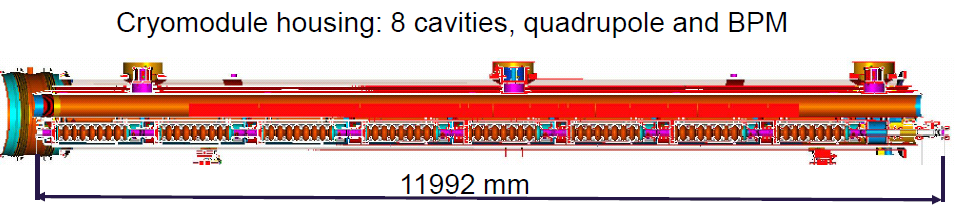 Cryomodule housing: 8 cavities, quadrupole and BPM
11992 mm